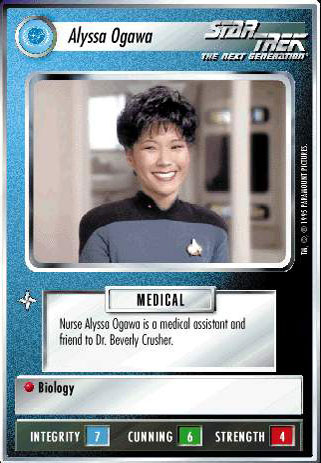 Alyssa Ogawa
STAR TREK
THE NEXT GENERATION
TM & © 1995 PARAMOUNT PICTURES.
MEDICAL
Nurse Alyssa Ogawa is a medical assistant and
friend to Dr. Beverly Crusher.
Biology
INTEGRITY 7 CUNNING 6 STRENGTH 4